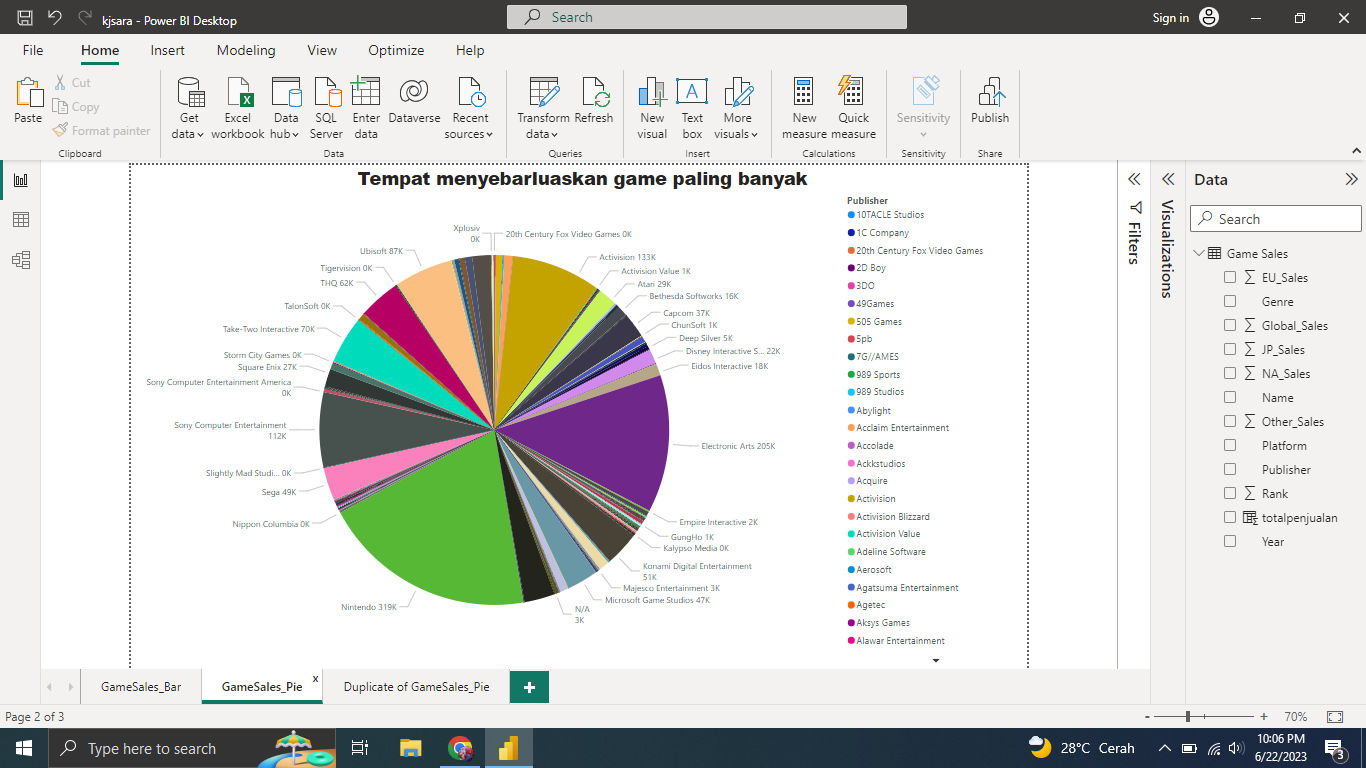 kjsara - Power BI Desktop
Search
Sign in
File Home Insert Modeling View Optimize Help
Paste
Cut
Copy
Format painter
Clipboard
Get data
Excel workbook
Data hub
SQL Server
Enter data
Dataverse
Recent sources
Data
Transform data
Refresh
Queries
New visual
Text box
More visuals
Insert
New measure
Quick measure
Calculations
Sensitivity
Sensitivity
Publish
Share
Tempat menyebarluaskan game paling banyak
Xplosiv
0K
20th Century Fox Video Games 0K
Activision 133K
Activision Value 1K
Atari 29K
Bethesda Softworks 16K
Capcom 37K
ChunSoft 1K
Deep Silver 5K
Disney Interactive S... 22K
Eidos Interactive 18K
Electronic Arts 205K
Empire Interactive 2K
GungHo 1K
Kalypso Media 0K
Konami Digital Entertainment
51K
Majesco Entertainment 3K
Microsoft Game Studios 47K
N/A
3K
Nintendo 319K
Nippon Columbia 0K
Sega 49K
Slightly Mad Studi... 0K
Sony Computer Entertainment
112K
Sony Computer Entertainment America
0K
Square Enix 27K
Storm City Games 0K
Take-Two Interactive 70K
TalonSoft 0K
THQ 62K
Tigervision 0K
Ubisoft 87K
Publisher
10TACLE Studios
1C Company
20th Century Fox Video Games
2D Boy
3DO
49Games
505 Games
5pb
7G//AMES
989 Sports
989 Studios
Abylight
Acclaim Entertainment
Accolade
Ackkstudios
Acquire
Activision
Activision Blizzard
Activision Value
Adeline Software
Aerosoft
Agatsuma Entertainment
Agetec
Aksys Games
Alawar Entertainment
Filters
Visualizations
Data
Search
Game Sales
EU_Sales
Genre
Global_Sales
JP_Sales
NA_Sales
Name
Other_Sales
Platform
Publisher
Rank
totalpenjualan
Year
GameSales_Bar
GameSales_Pie x
Duplicate of GameSales_Pie
+
Page 2 of 3
- + 70%
Type here to search
28°C Cerah
10:06 PM
6/22/2023
3